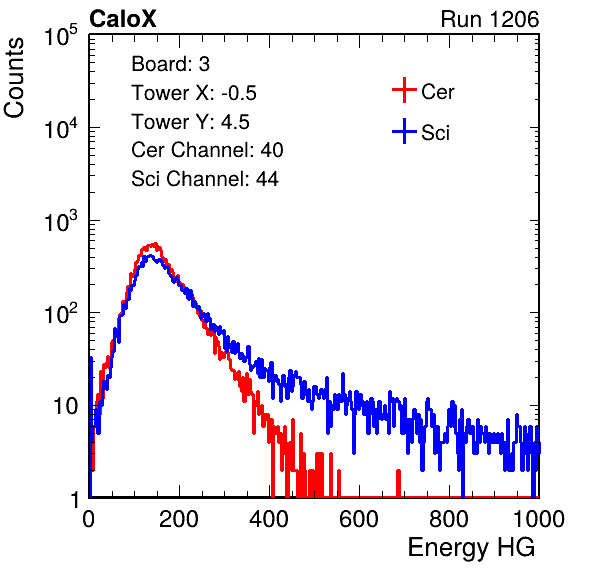 CaloX Run 1206
Counts
10^5
10^4
10^3
10^2
10
1
Board: 3
Tower X: -0.5
Tower Y: 4.5
Cer Channel: 40
Sci Channel: 44
Cer
Sci
0 200 400 600 800 1000
Energy HG